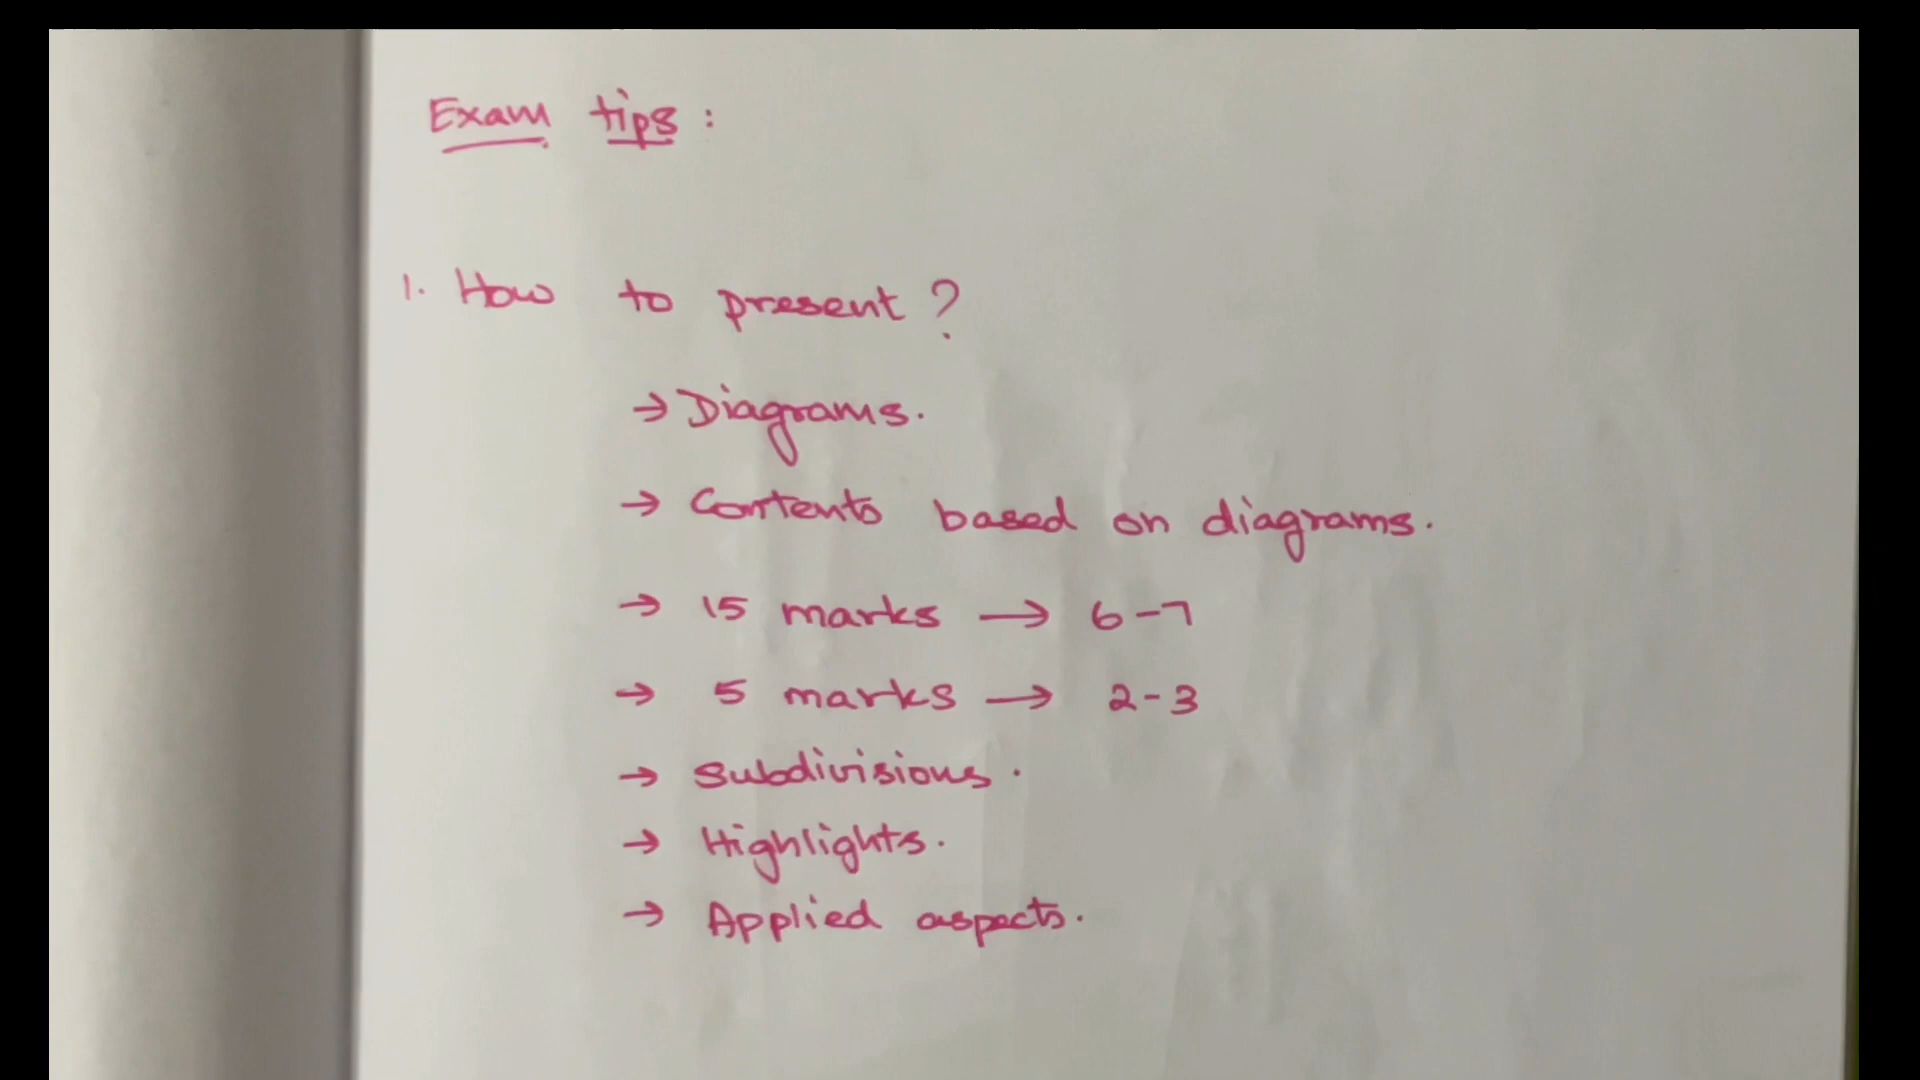 Exam tips :
1. How to present ?
→ Diagrams.
→ Contents based on diagrams.
→ 15 marks → 6-7
→ 5 marks → 2-3
→ Subdivisions.
→ Highlights.
→ Applied aspects.